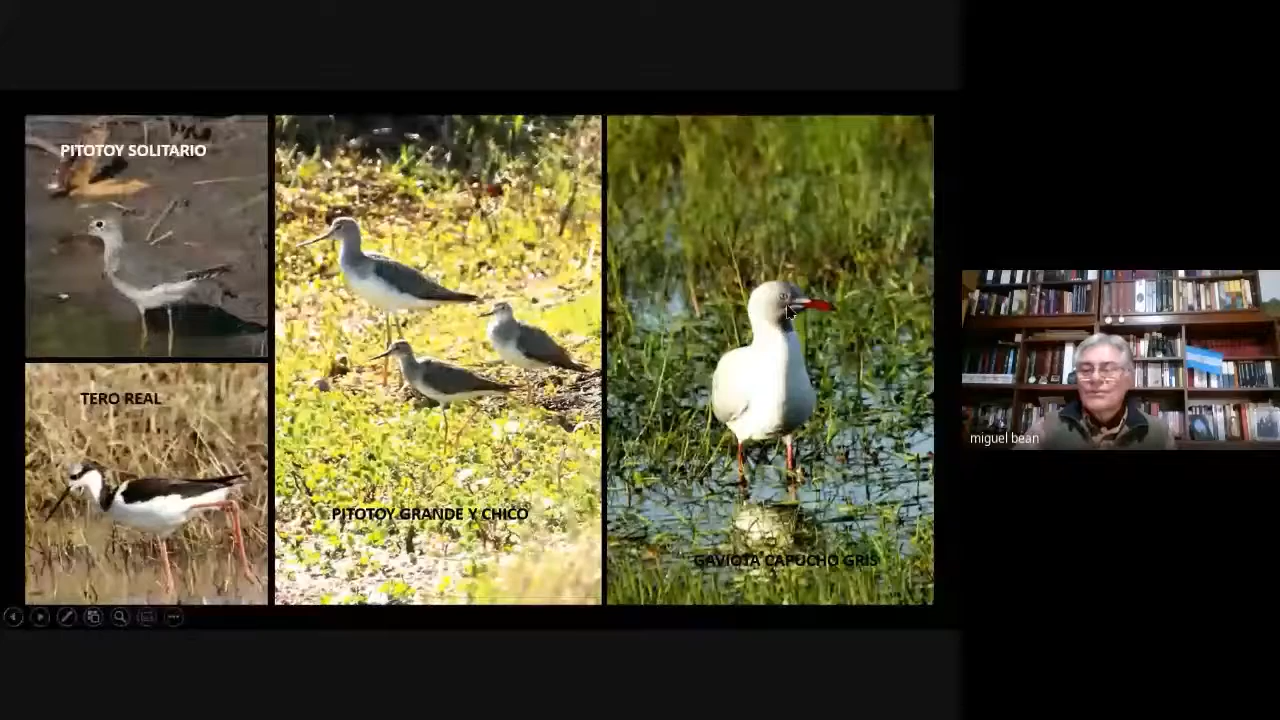 PITOTOY SOLITARIO
TERO REAL
PITOTOY GRANDE Y CHICO
GAVIOTA CAPUCHO GRIS
miguel bean